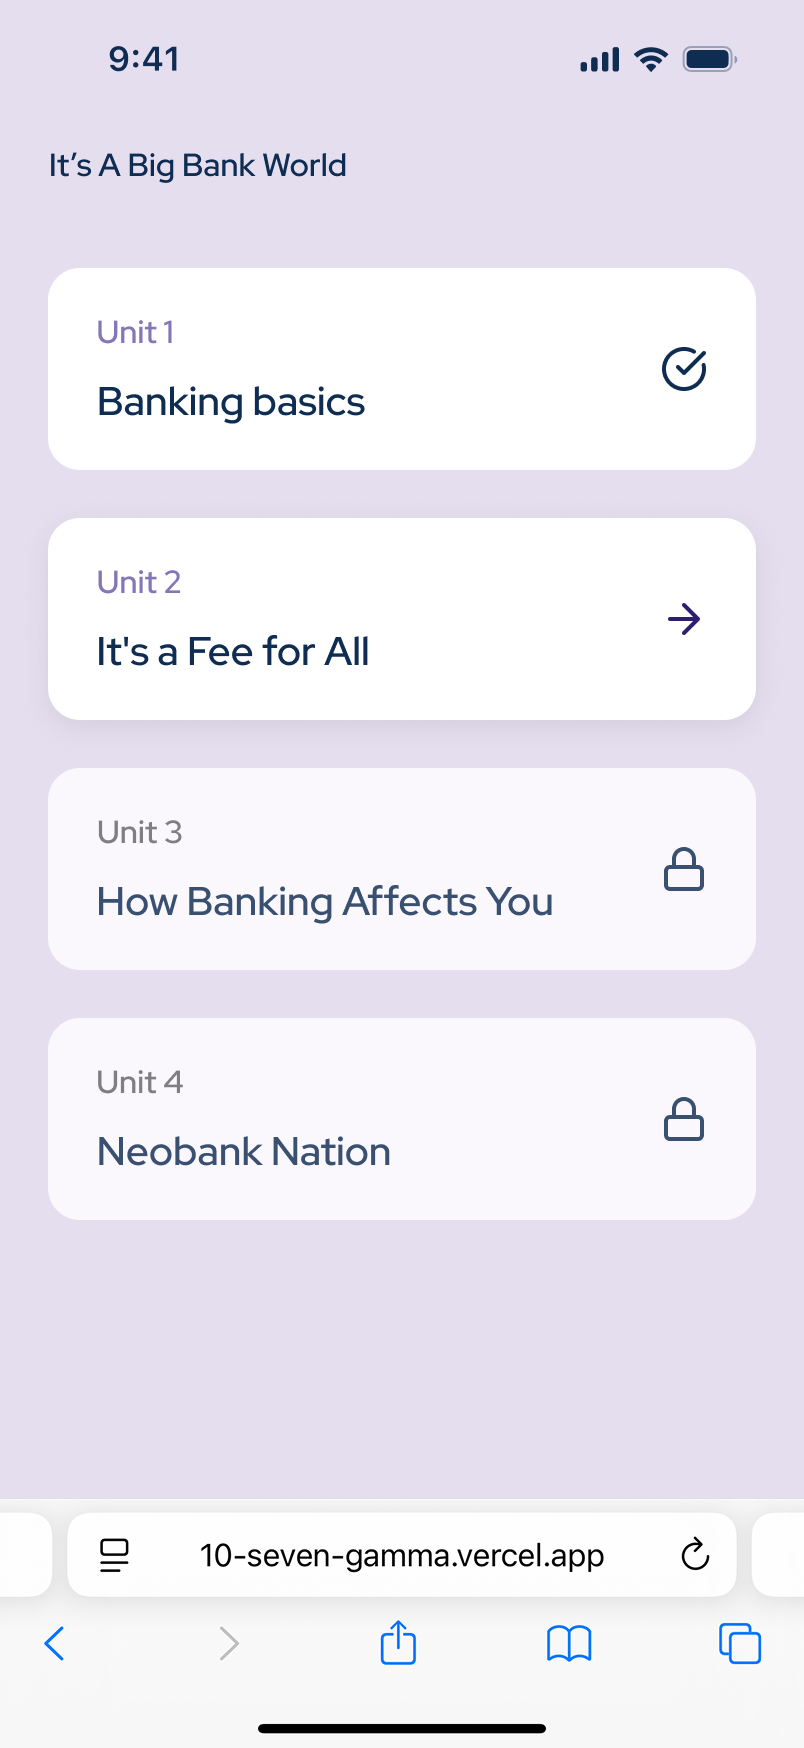 9:41
It’s A Big Bank World
Unit 1
Banking basics
Unit 2
It's a Fee for All
Unit 3
How Banking Affects You
Unit 4
Neobank Nation
10-seven-gamma.vercel.app